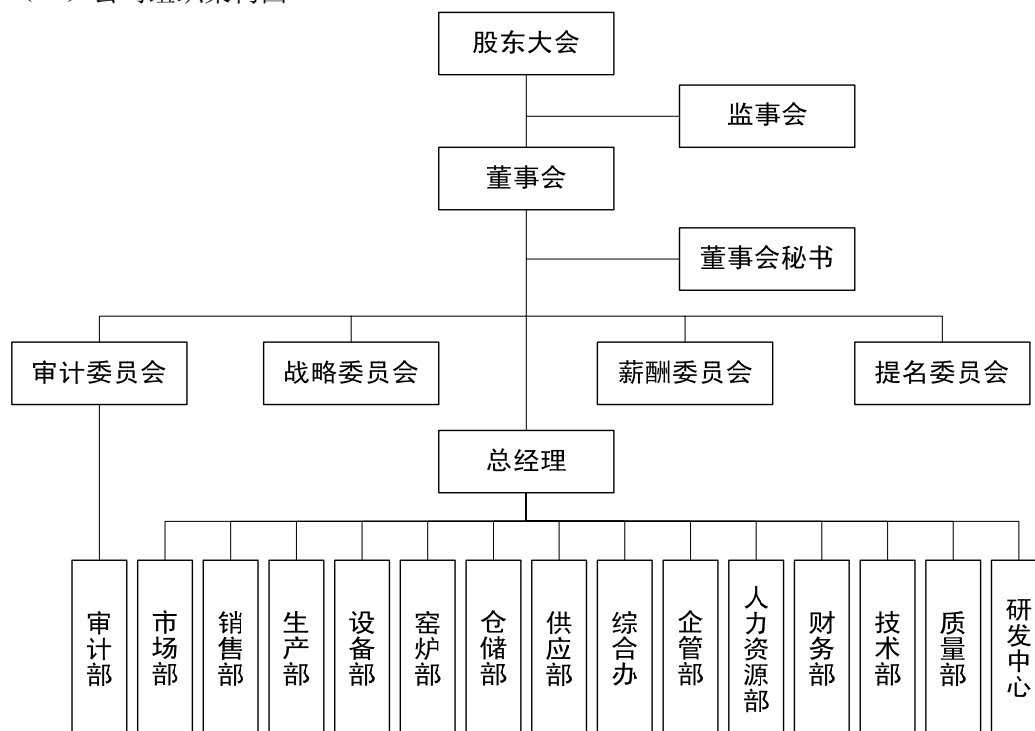 股东大会
监事会
董事会
董事会秘书
审计委员会
战略委员会
薪酬委员会
提名委员会
总经理
审计部
市场部
销售部
生产部
设备部
窑炉部
仓储部
供应部
综合办
企管部
人力资源部
财务部
技术部
质量部
研发中心